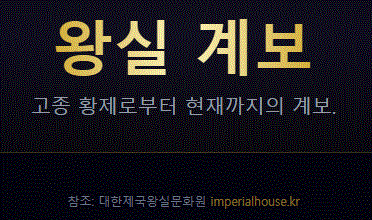 왕실 계보
고종 황제로부터 현재까지의 계보.
참조: 대한제국왕실문화원 imperialhouse.kr